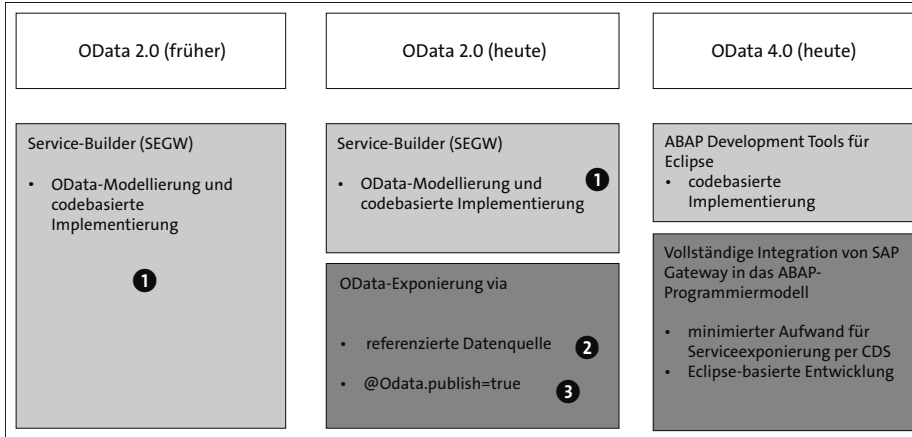 OData 2.0 (früher)
OData 2.0 (heute)
OData 4.0 (heute)
Service-Builder (SEGW)
• OData-Modellierung und
codebasierte
Implementierung
1
Service-Builder (SEGW)
• OData-Modellierung und
codebasierte Implementierung
1
OData-Exponierung via
• referenzierte Datenquelle
2
• @Odata.publish=true
3
ABAP Development Tools für
Eclipse
• codebasierte
Implementierung
Vollständige Integration von SAP
Gateway in das ABAP-
Programmiermodell
• minimierter Aufwand für
Serviceexponierung per CDS
• Eclipse-basierte Entwicklung